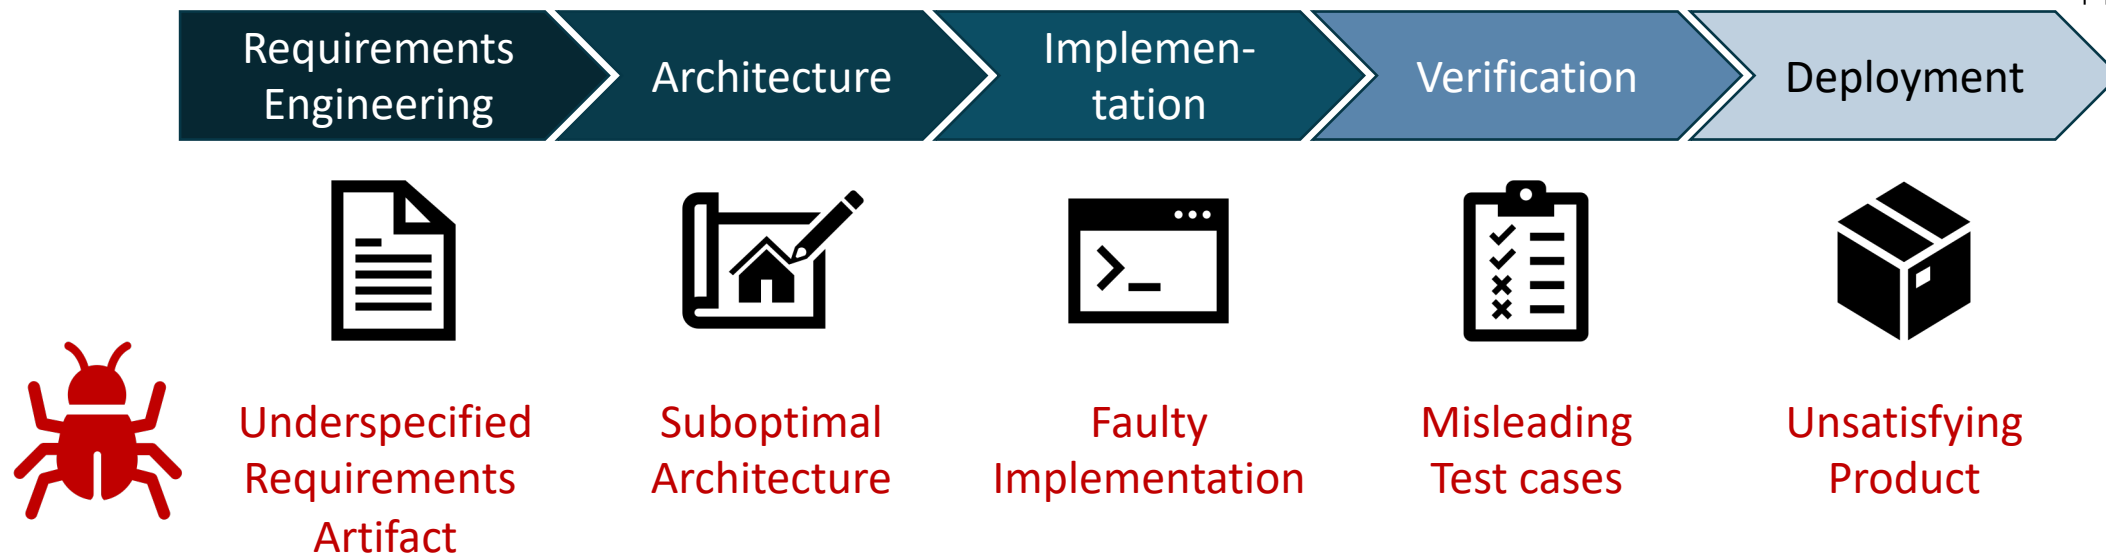 Requirements
Engineering
Architecture
Implemen-
tation
Verification
Deployment
Underspecified
Requirements
Artifact
Suboptimal
Architecture
Faulty
Implementation
Misleading
Test cases
Unsatisfying
Product